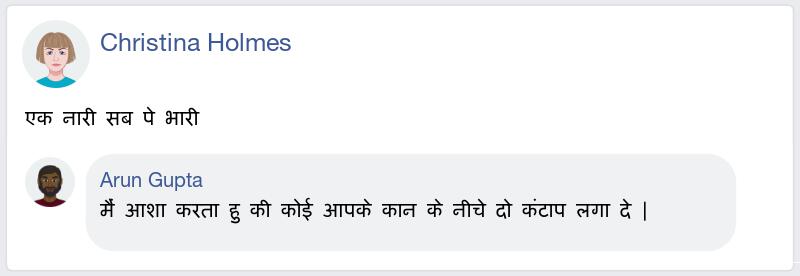 Christina Holmes
एक नारी सब पे भारी
Arun Gupta
मैं आशा करता हु की कोई आपके कान के नीचे दो कंटाप लगा दे |